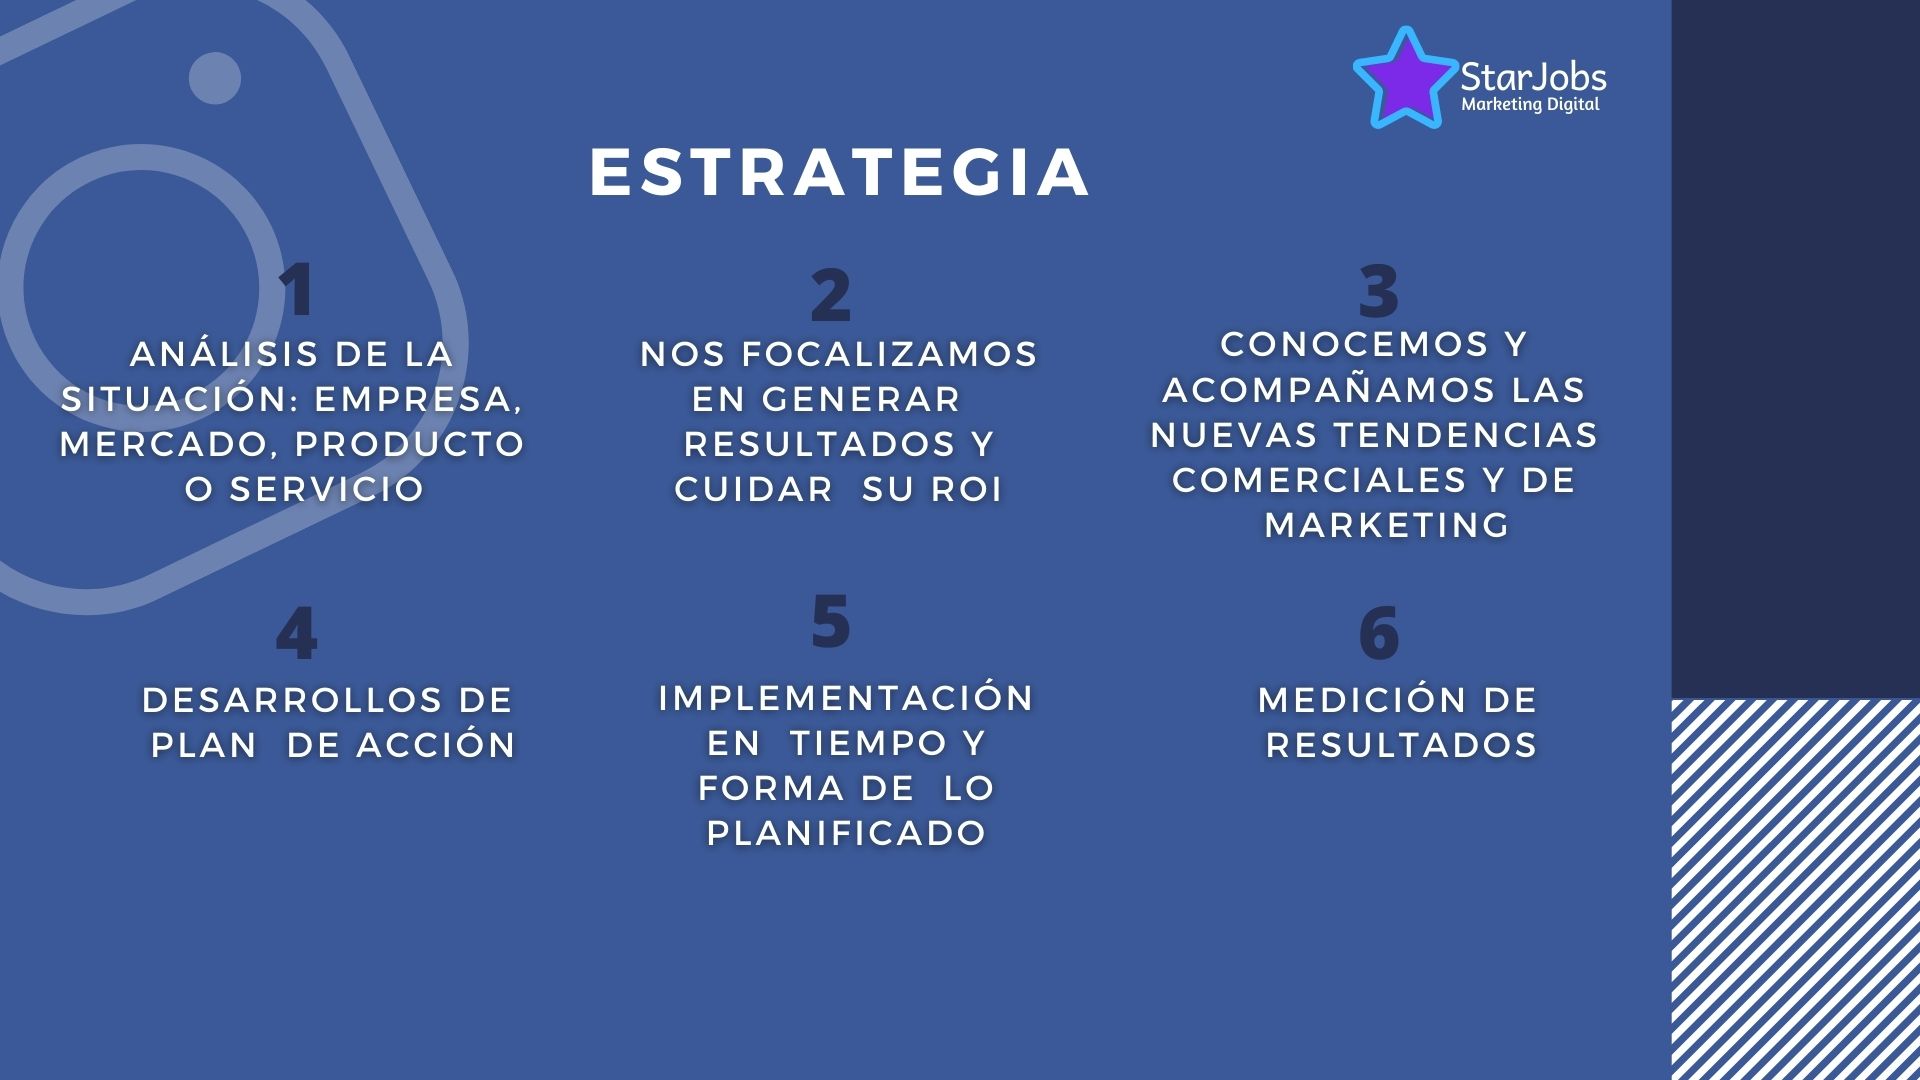 StarJobs
Marketing Digital
ESTRATEGIA
1
ANÁLISIS DE LA
SITUACIÓN: EMPRESA,
MERCADO, PRODUCTO
O SERVICIO
2
NOS FOCALIZAMOS
EN GENERAR
RESULTADOS Y
CUIDAR SU ROI
3
CONOCEMOS Y
ACOMPAÑAMOS LAS
NUEVAS TENDENCIAS
COMERCIALES Y DE
MARKETING
4
DESARROLLOS DE
PLAN DE ACCIÓN
5
IMPLEMENTACIÓN
EN TIEMPO Y
FORMA DE LO
PLANIFICADO
6
MEDICIÓN DE
RESULTADOS